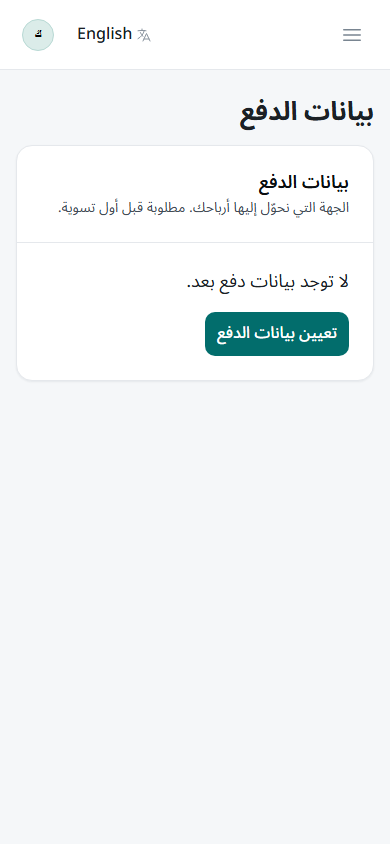 English
ك
بيانات الدفع
بيانات الدفع
الجهة التي نحوّل إليها أرباحك. مطلوبة قبل أول تسوية.
لا توجد بيانات دفع بعد.
تعيين بيانات الدفع